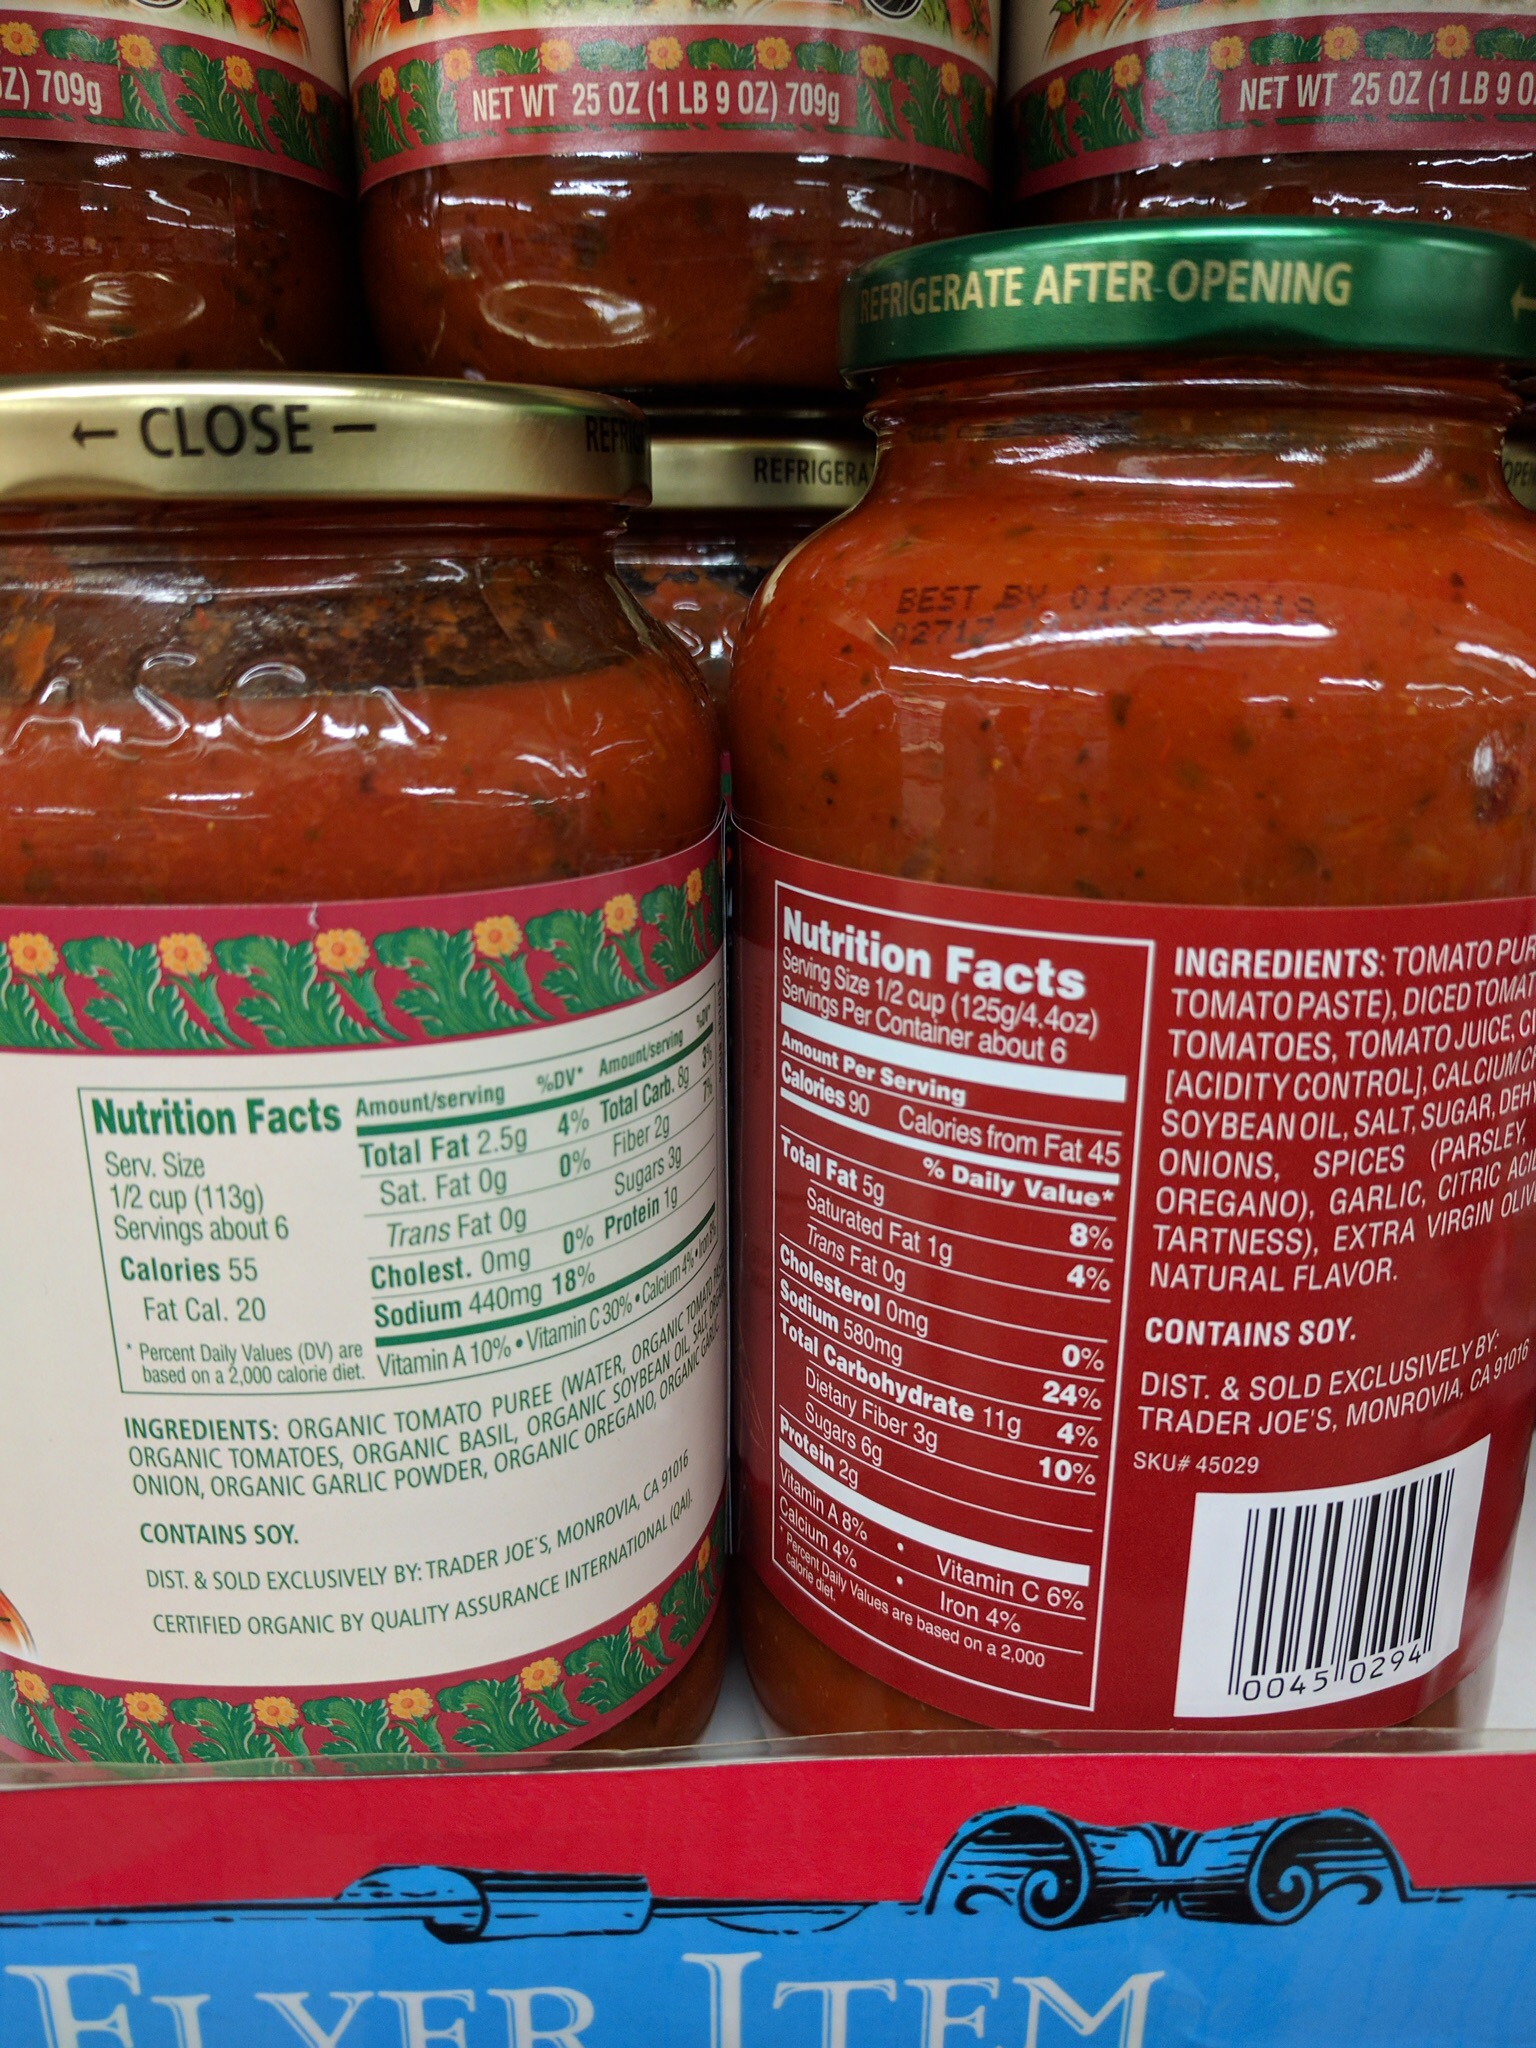 OZ) 709g
NET WT 25 OZ (1 LB 9 OZ) 709g
NET WT 25 OZ (1 LB 9 O
REFRIGERATE AFTER OPENING
← CLOSE —
REFRIG
REFRIGERA
OPEN
BEST BY 01/27/2019
ASON
Nutrition Facts
Serv. Size
1/2 cup (113g)
Servings about 6
Calories 55
Fat Cal. 20
* Percent Daily Values (DV) are
based on a 2,000 calorie diet.
Amount/serving %DV* Amount/serving %DV*
Total Fat 2.5g 4% Total Carb. 8g 3%
Sat. Fat 0g 0% Fiber 2g 7%
Trans Fat 0g Sugars 3g
Cholest. 0mg 0% Protein 1g
Sodium 440mg 18%
Vitamin A 10% • Vitamin C 30% • Calcium 4% • Iron 8%
INGREDIENTS: ORGANIC TOMATO PUREE (WATER, ORGANIC TOMATO
ORGANIC TOMATOES, ORGANIC BASIL, ORGANIC SOYBEAN OIL, SALT,
ONION, ORGANIC GARLIC POWDER, ORGANIC OREGANO, ORGANIC
CONTAINS SOY.
DIST. & SOLD EXCLUSIVELY BY: TRADER JOE'S, MONROVIA, CA 91016
CERTIFIED ORGANIC BY QUALITY ASSURANCE INTERNATIONAL (QAI).
Nutrition Facts
Serving Size 1/2 cup (125g/4.4oz)
Servings Per Container about 6
Amount Per Serving
Calories 90 Calories from Fat 45
% Daily Value*
Total Fat 5g 8%
Saturated Fat 1g 4%
Trans Fat 0g
Cholesterol 0mg 0%
Sodium 580mg 24%
Total Carbohydrate 11g 4%
Dietary Fiber 3g 10%
Sugars 6g
Protein 2g
Vitamin A 8% • Vitamin C 6%
Calcium 4% • Iron 4%
* Percent Daily Values are based on a 2,000
calorie diet.
INGREDIENTS: TOMATO PUR
TOMATO PASTE), DICED TOMAT
TOMATOES, TOMATO JUICE, C
[ACIDITY CONTROL], CALCIUM C
SOYBEAN OIL, SALT, SUGAR, DEHY
ONIONS, SPICES (PARSLEY,
OREGANO), GARLIC, CITRIC ACI
TARTNESS), EXTRA VIRGIN OLIV
NATURAL FLAVOR.
CONTAINS SOY.
DIST. & SOLD EXCLUSIVELY BY:
TRADER JOE'S, MONROVIA, CA 91016
SKU# 45029
0045 0294
FLYER ITEM